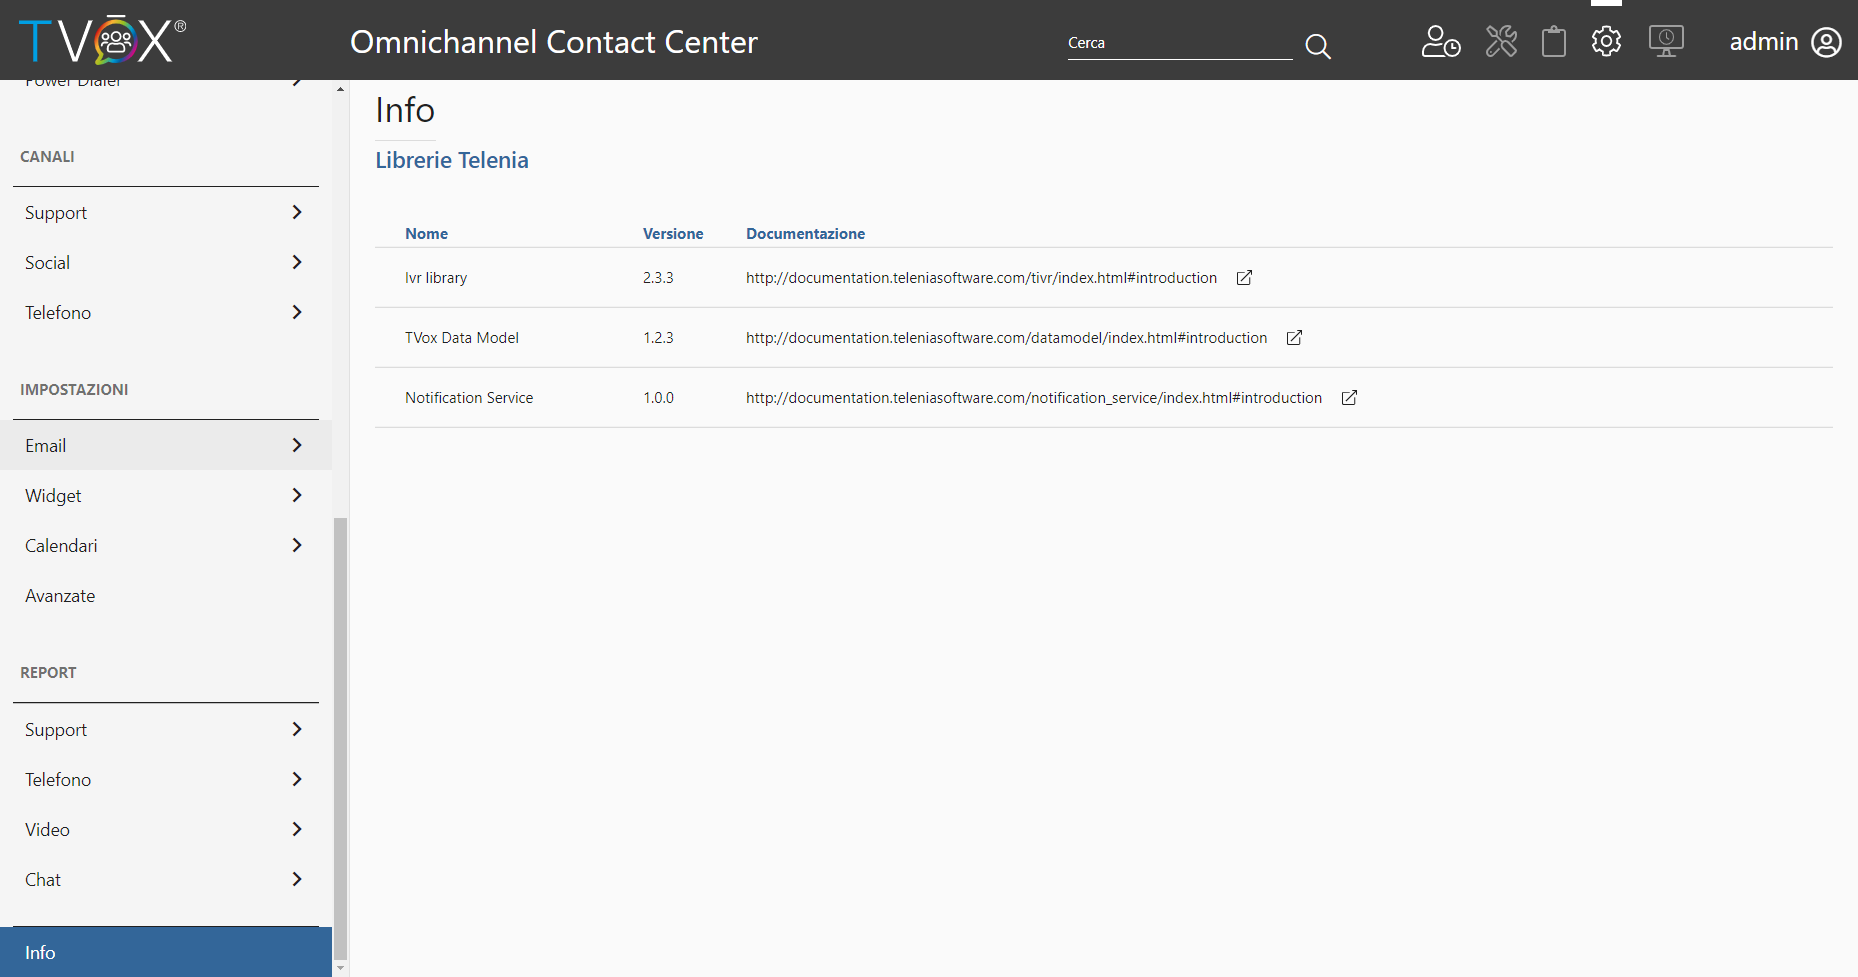 TVOX®
Omnichannel Contact Center
Cerca
admin
Power Dialer
CANALI
Support
Social
Telefono
IMPOSTAZIONI
Email
Widget
Calendari
Avanzate
REPORT
Support
Telefono
Video
Chat
Info
Info
Librerie Telenia
Nome Versione Documentazione
Ivr library 2.3.3 http://documentation.teleniasoftware.com/tivr/index.html#introduction
TVox Data Model 1.2.3 http://documentation.teleniasoftware.com/datamodel/index.html#introduction
Notification Service 1.0.0 http://documentation.teleniasoftware.com/notification_service/index.html#introduction